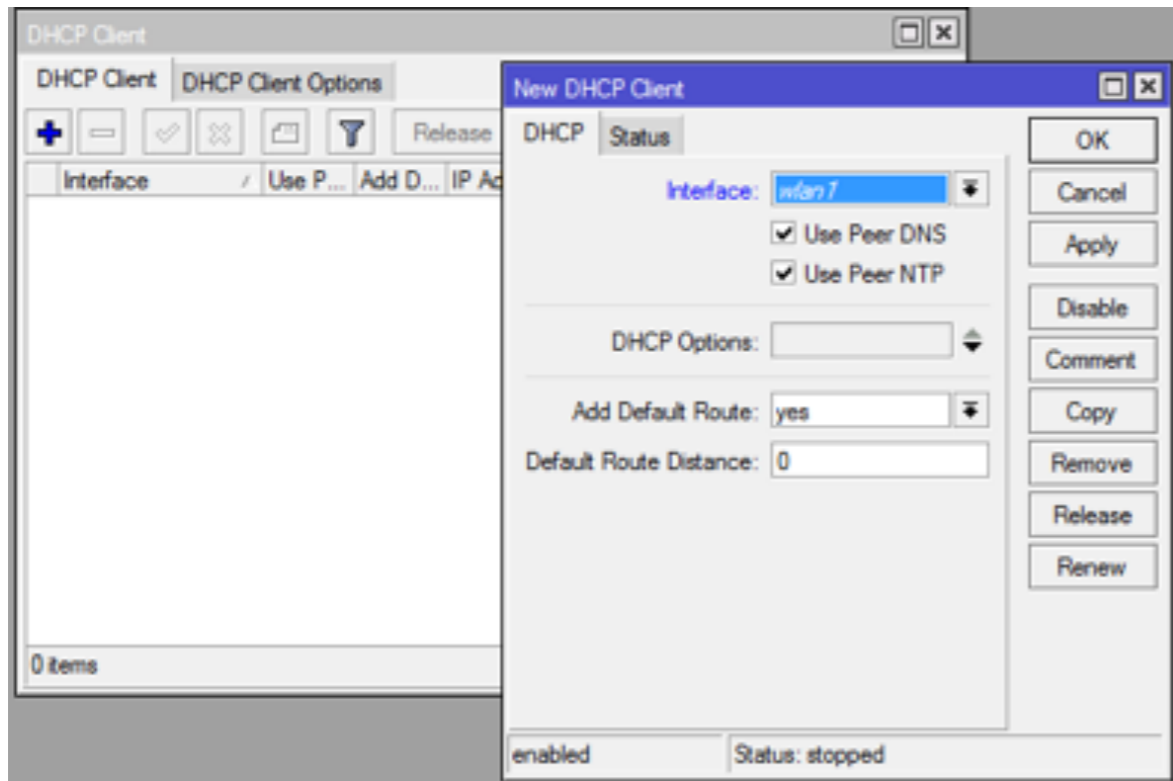 DHCP Client
DHCP Client DHCP Client Options
Release
Interface / Use P... Add D... IP Ad
0 items
New DHCP Client
DHCP Status
Interface: wlan1
Use Peer DNS
Use Peer NTP
DHCP Options:
Add Default Route: yes
Default Route Distance: 0
OK
Cancel
Apply
Disable
Comment
Copy
Remove
Release
Renew
enabled Status: stopped